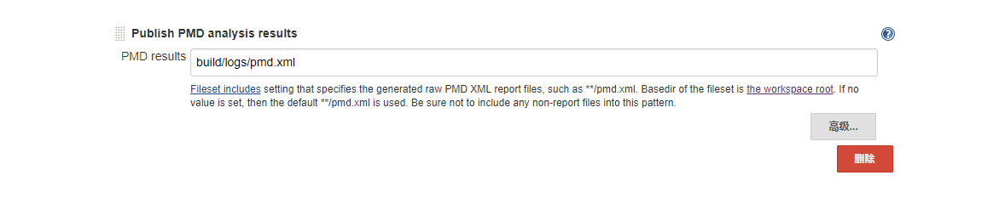 Publish PMD analysis results
PMD results build/logs/pmd.xml
Fileset includes setting that specifies the generated raw PMD XML report files, such as **/pmd.xml. Basedir of the fileset is the workspace root. If no
value is set, then the default **/pmd.xml is used. Be sure not to include any non-report files into this pattern.
高级...
删除